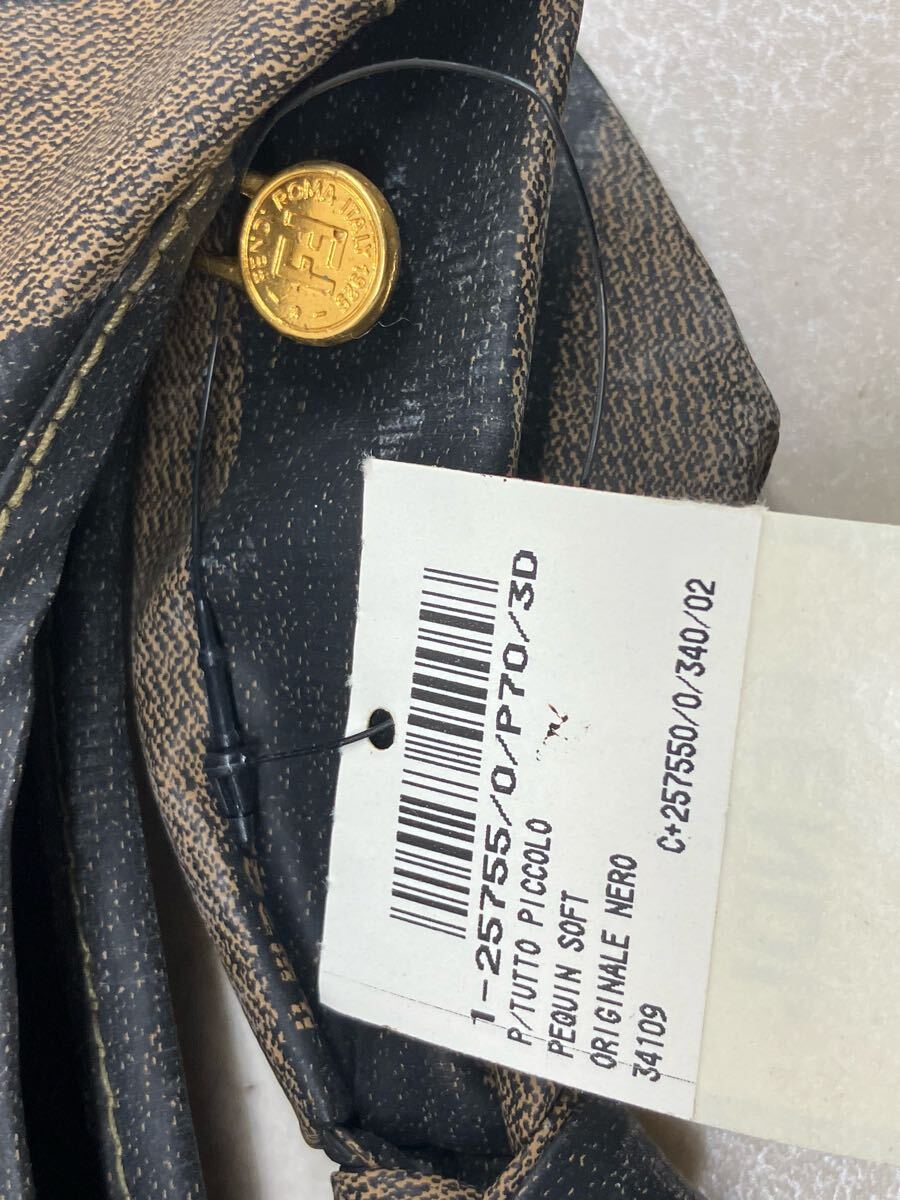 FENDI ROMA ITALY 1925
1-25755/0/P70/3D
P/TUTTO PICCOLO
PEQUIN SOFT
ORIGINALE NERO
34109
C+257550/0/340/02